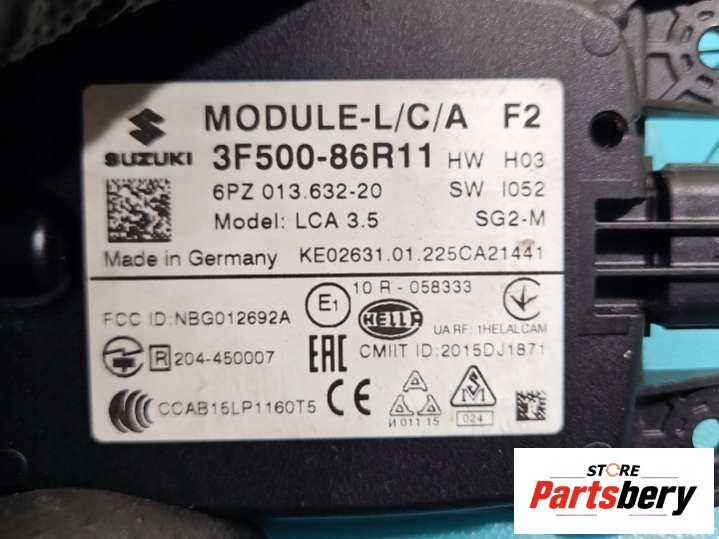 MODULE-L/C/A F2
SUZUKI 3F500-86R11 HW H03
6PZ 013.632-20 SW I052
Model: LCA 3.5 SG2-M
Made in Germany KE02631.01.225CA21441
E1 10 R - 058333
FCC ID:NBG012692A HELLA UA RF: 1HELALCAM
R 204-450007 EAC CMIIT ID:2015DJ1871
CCAB15LP1160T5 CE
И 011 15 024
STORE
Partsbery